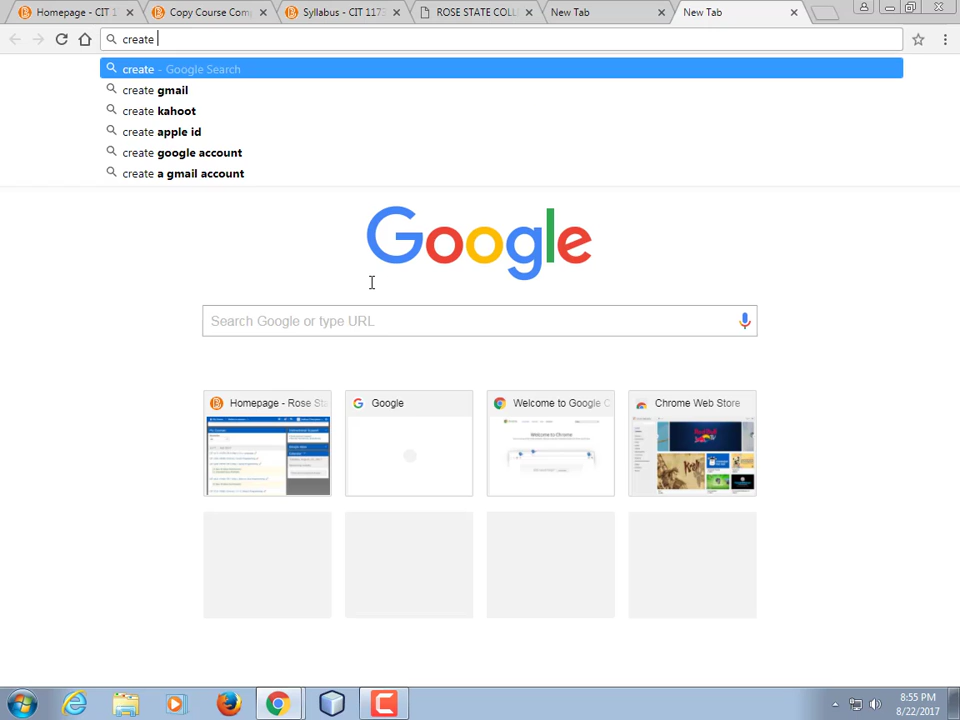 Homepage - CIT 1
Copy Course Com
Syllabus - CIT 1173
ROSE STATE COLL
New Tab
New Tab
create
create - Google Search
create gmail
create kahoot
create apple id
create google account
create a gmail account
Google
Search Google or type URL
Homepage - Rose Sta
Google
Welcome to Google C
Chrome Web Store
8:55 PM
8/22/2017